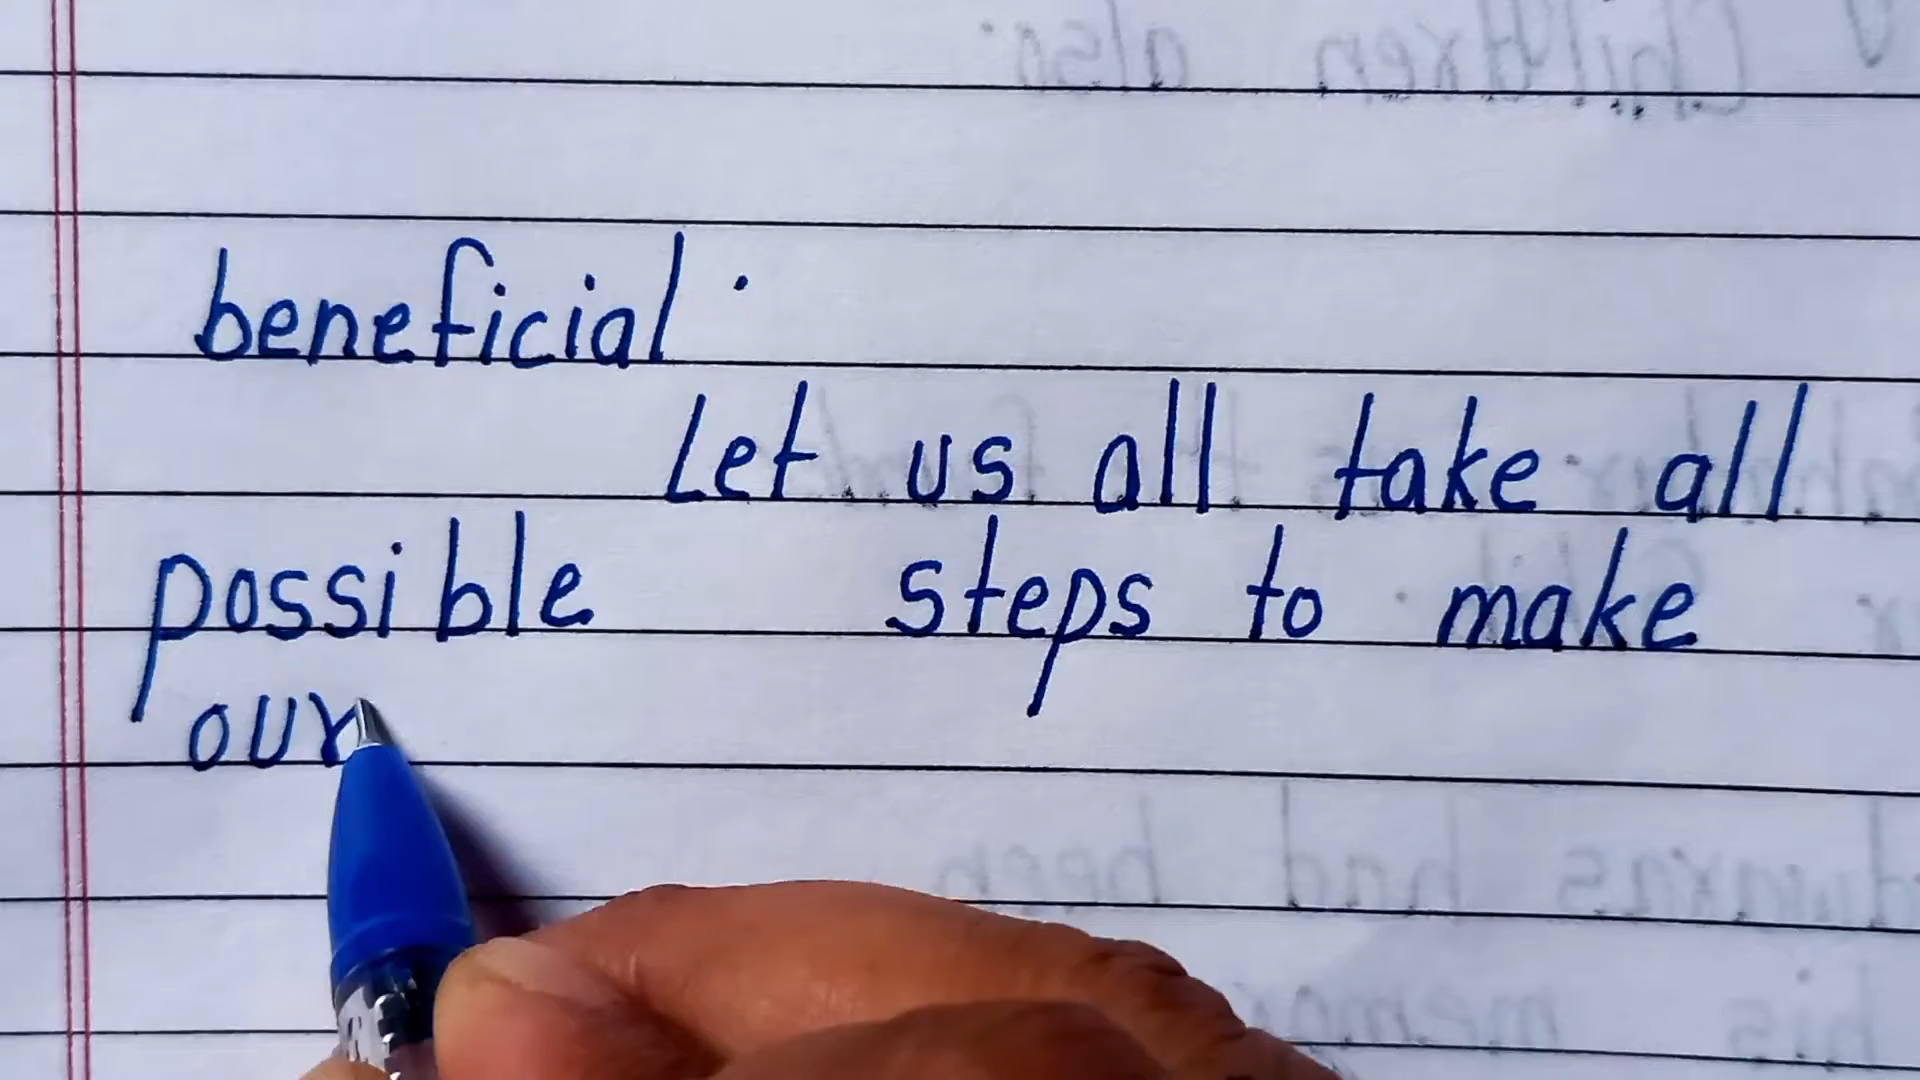 beneficial.
Let us all take all
possible steps to make
our